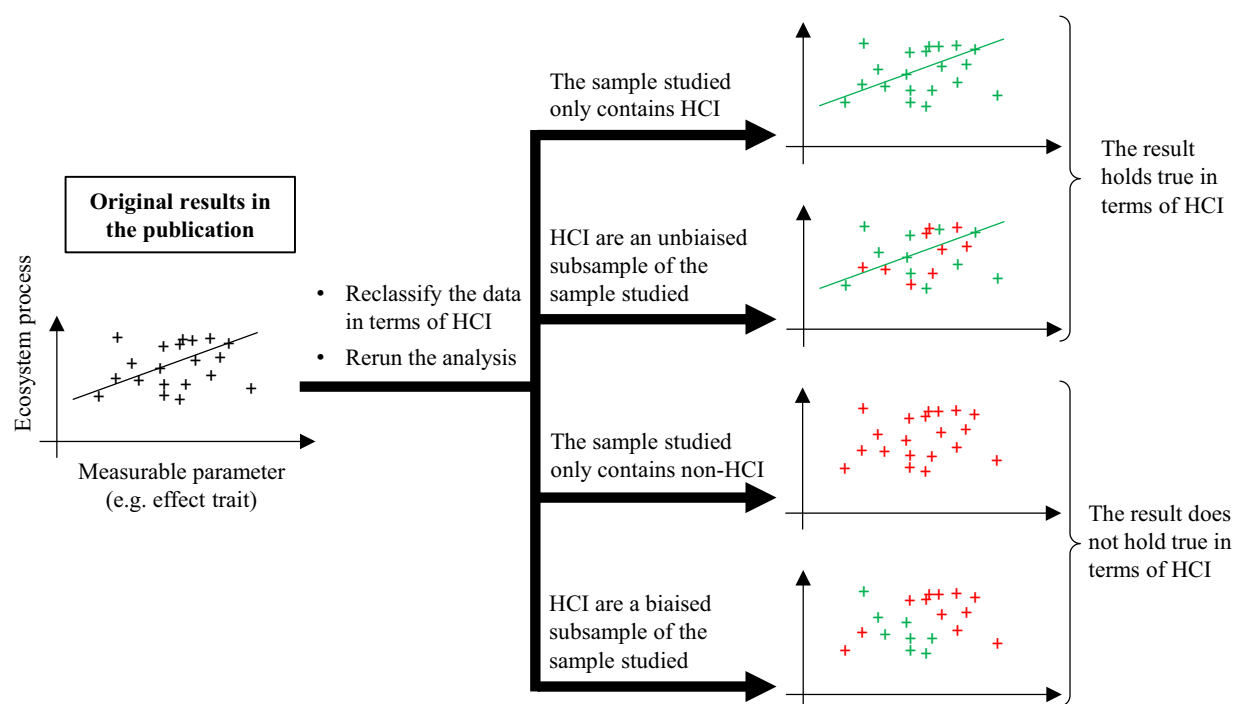 Original results in
the publication
Ecosystem process
Measurable parameter
(e.g. effect trait)
• Reclassify the data
in terms of HCI
• Rerun the analysis
The sample studied
only contains HCI
HCI are an unbiaised
subsample of the
sample studied
The sample studied
only contains non-HCI
HCI are a biaised
subsample of the
sample studied
The result
holds true in
terms of HCI
The result does
not hold true in
terms of HCI